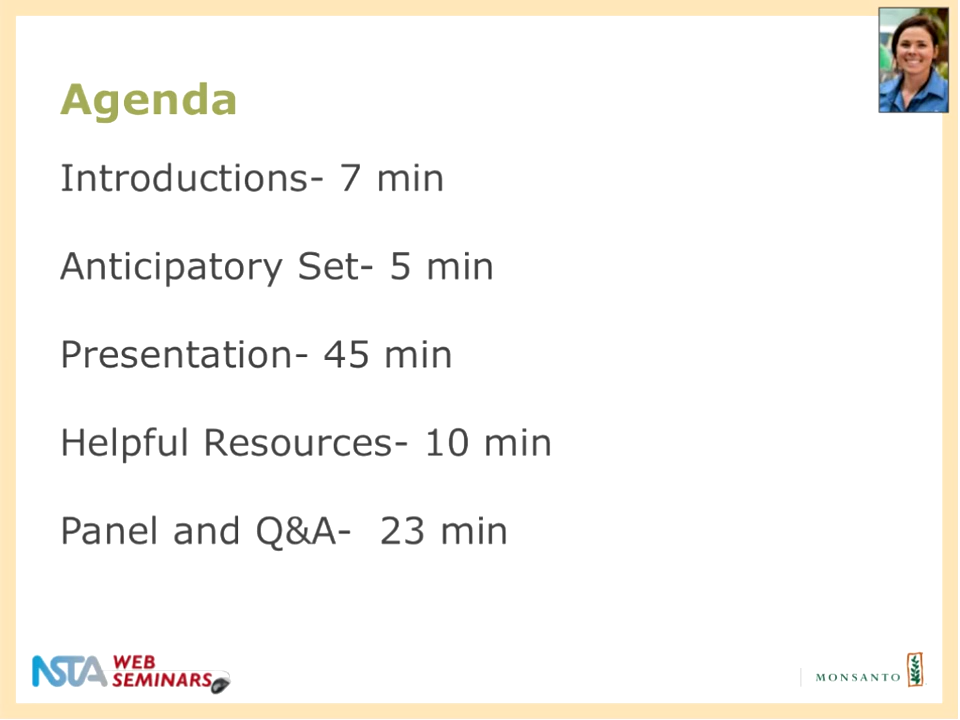 Agenda
Introductions- 7 min
Anticipatory Set- 5 min
Presentation- 45 min
Helpful Resources- 10 min
Panel and Q&A-  23 min
NSTA WEB SEMINARS
MONSANTO